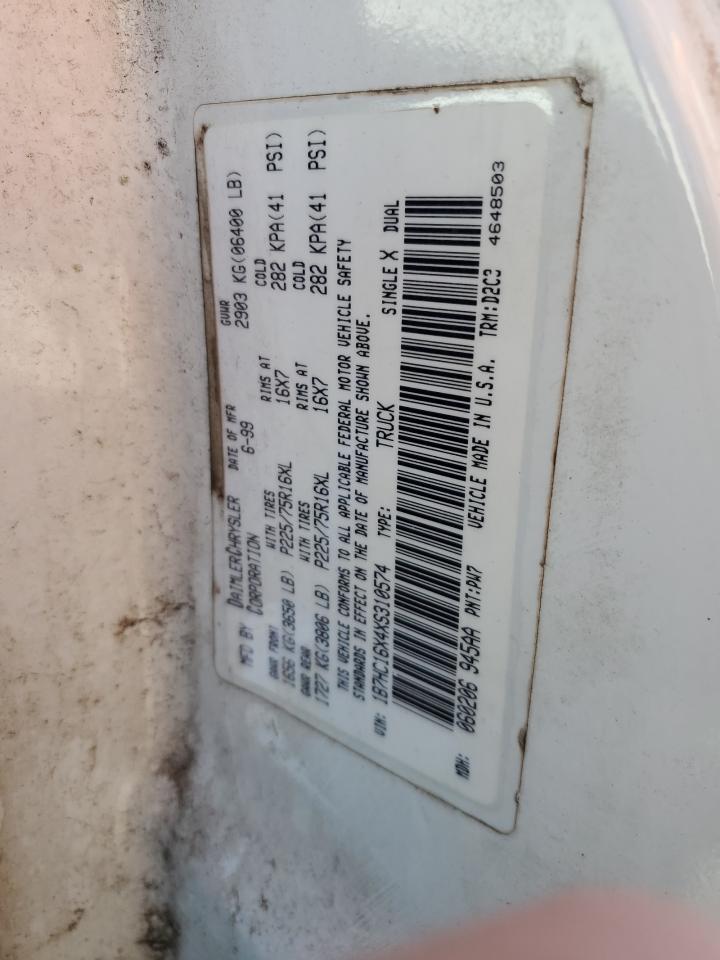 MFD BY DAIMLERCHRYSLER CORPORATION DATE OF MFR 6-99 GVWR 2903 KG(06400 LB)
GAWR FRONT WITH TIRES RIMS AT COLD
1656 KG(3650 LB) P225/75R16XL 16X7 282 KPA(41 PSI)
GAWR REAR WITH TIRES RIMS AT COLD
1727 KG(3806 LB) P225/75R16XL 16X7 282 KPA(41 PSI)
THIS VEHICLE CONFORMS TO ALL APPLICABLE FEDERAL MOTOR VEHICLE SAFETY
STANDARDS IN EFFECT ON THE DATE OF MANUFACTURE SHOWN ABOVE.
VIN: 1B7HC16X4XS310574 TYPE: TRUCK SINGLE X DUAL
MDH: 060206 945AA PNT:PW7 VEHICLE MADE IN U.S.A. TRM:D2C3 4648503